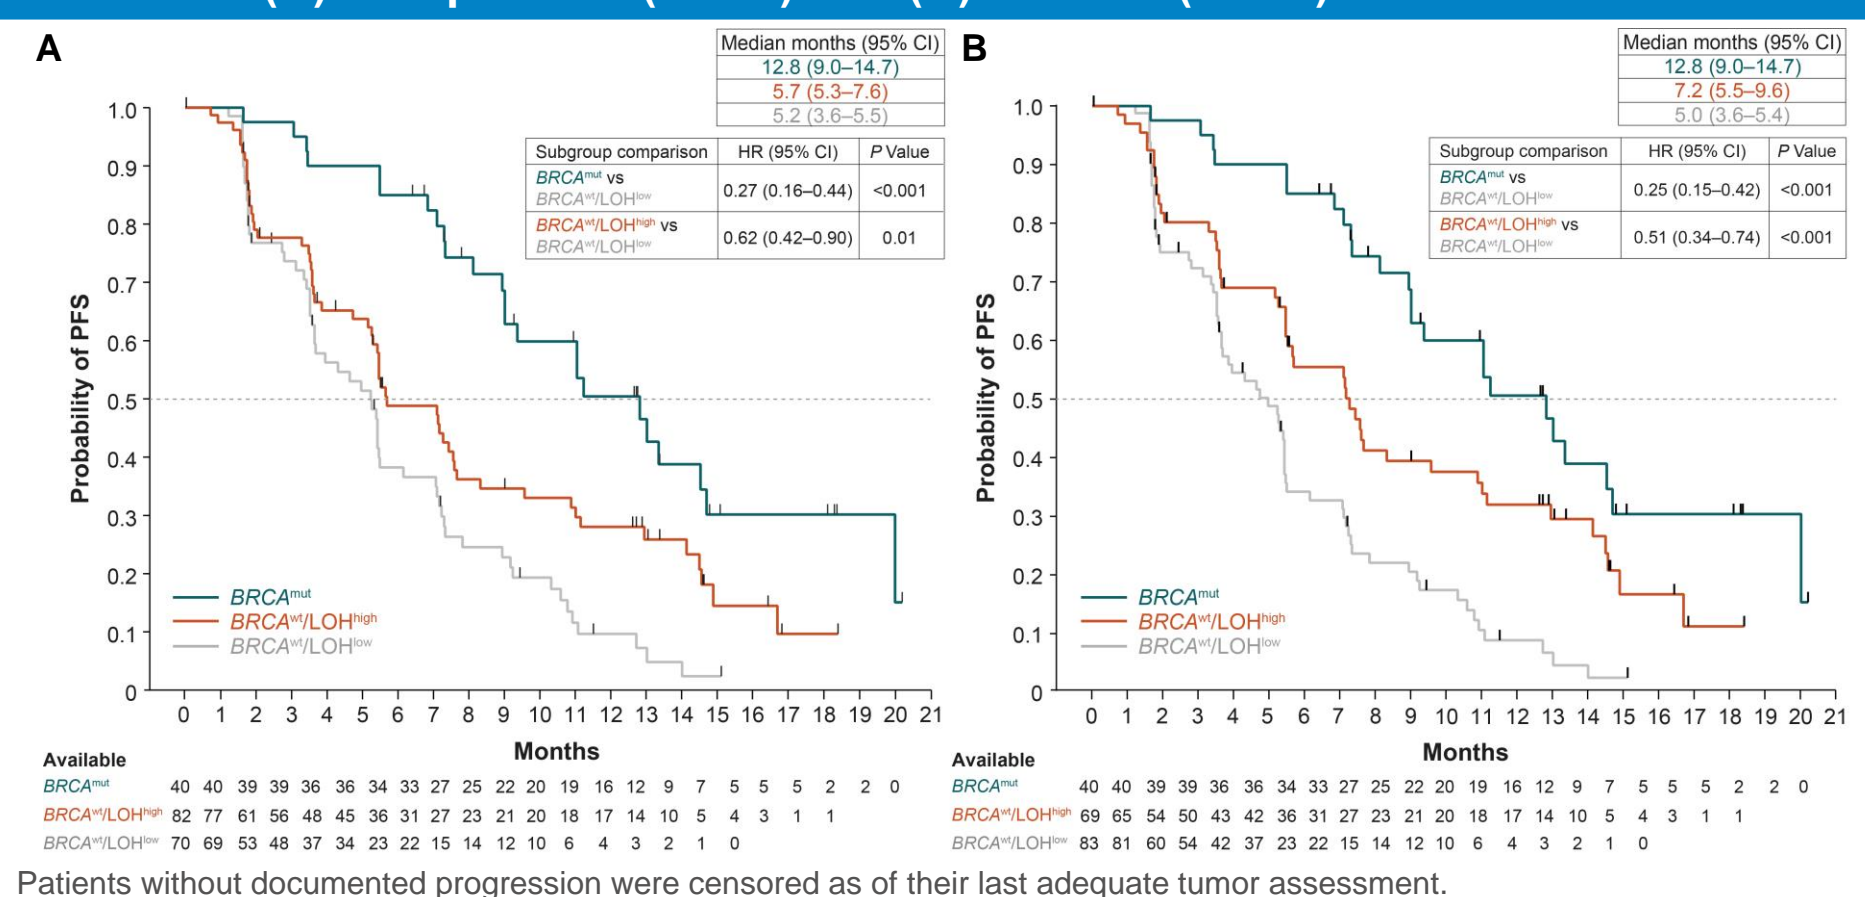 A
Median months (95% CI)
12.8 (9.0–14.7)
5.7 (5.3–7.6)
5.2 (3.6–5.5)
Subgroup comparison HR (95% CI) P Value
BRCAmut vs
BRCAwt/LOHlow
0.27 (0.16–0.44) <0.001
BRCAwt/LOHhigh vs
BRCAwt/LOHlow
0.62 (0.42–0.90) 0.01
Probability of PFS
1.0
0.9
0.8
0.7
0.6
0.5
0.4
0.3
0.2
0.1
0
BRCAmut
BRCAwt/LOHhigh
BRCAwt/LOHlow
0 1 2 3 4 5 6 7 8 9 10 11 12 13 14 15 16 17 18 19 20 21
Months
Available
BRCAmut 40 40 39 39 36 36 34 33 27 25 22 20 19 16 12 9 7 5 5 5 2 2 0
BRCAwt/LOHhigh 82 77 61 56 48 45 36 31 27 23 21 20 18 17 14 10 5 4 3 1 1
BRCAwt/LOHlow 70 69 53 48 37 34 23 22 15 14 12 10 6 4 3 2 1 0
B
Median months (95% CI)
12.8 (9.0–14.7)
7.2 (5.5–9.6)
5.0 (3.6–5.4)
Subgroup comparison HR (95% CI) P Value
BRCAmut vs
BRCAwt/LOHlow
0.25 (0.15–0.42) <0.001
BRCAwt/LOHhigh vs
BRCAwt/LOHlow
0.51 (0.34–0.74) <0.001
Probability of PFS
1.0
0.9
0.8
0.7
0.6
0.5
0.4
0.3
0.2
0.1
0
BRCAmut
BRCAwt/LOHhigh
BRCAwt/LOHlow
0 1 2 3 4 5 6 7 8 9 10 11 12 13 14 15 16 17 18 19 20 21
Months
Available
BRCAmut 40 40 39 39 36 36 34 33 27 25 22 20 19 16 12 9 7 5 5 5 2 2 0
BRCAwt/LOHhigh 69 65 54 50 43 42 36 31 27 23 21 20 18 17 14 10 5 4 3 1 1
BRCAwt/LOHlow 83 81 60 54 42 37 23 22 15 14 12 10 6 4 3 2 1 0
Patients without documented progression were censored as of their last adequate tumor assessment.